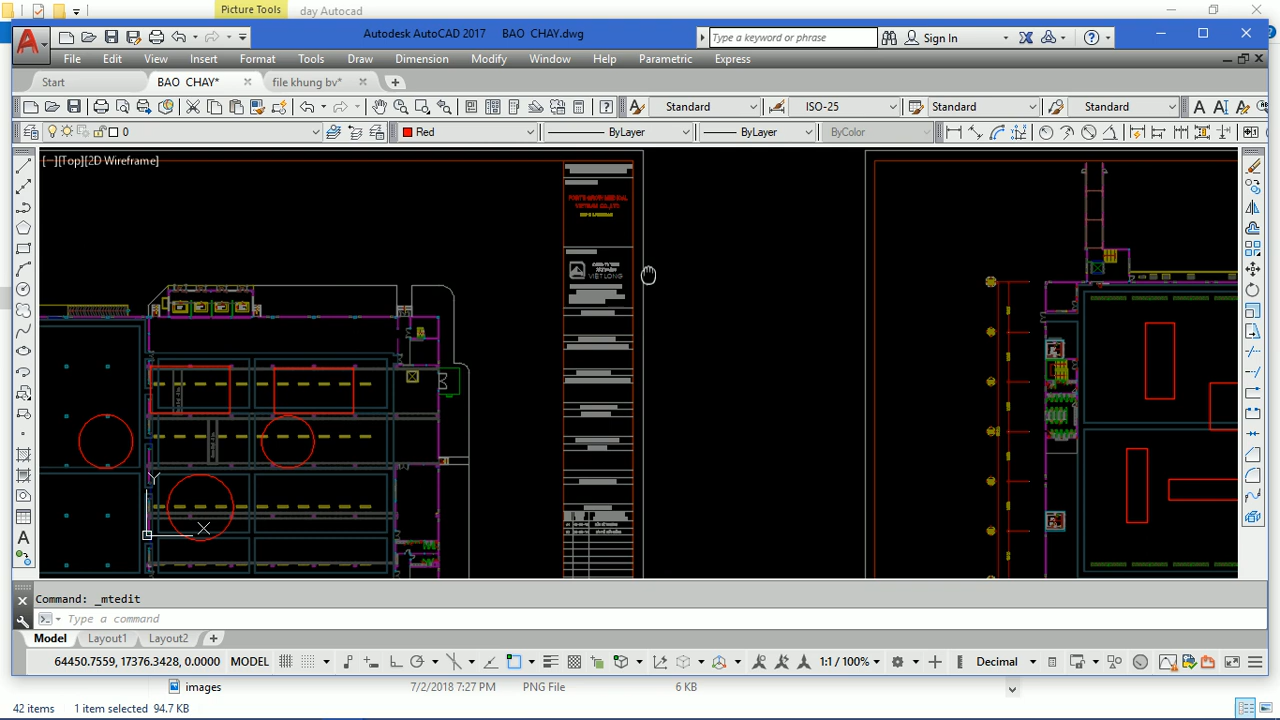 Picture Tools
day Autocad
Autodesk AutoCAD 2017 BAO CHAY.dwg
Type a keyword or phrase
Sign In
File Edit View Insert Format Tools Draw Dimension Modify Window Help Parametric Express
Start
BAO CHAY*
file khung bv*
Standard
ISO-25
Standard
Standard
0
Red
ByLayer
ByLayer
ByColor
[−][Top][2D Wireframe]
VIETLONG
Y
X
Command: _mtedit
Type a command
Model
Layout1
Layout2
64450.7559, 17376.3428, 0.0000
MODEL
1:1 / 100%
Decimal
images
7/2/2018 7:27 PM
PNG File
6 KB
42 items
1 item selected 94.7 KB